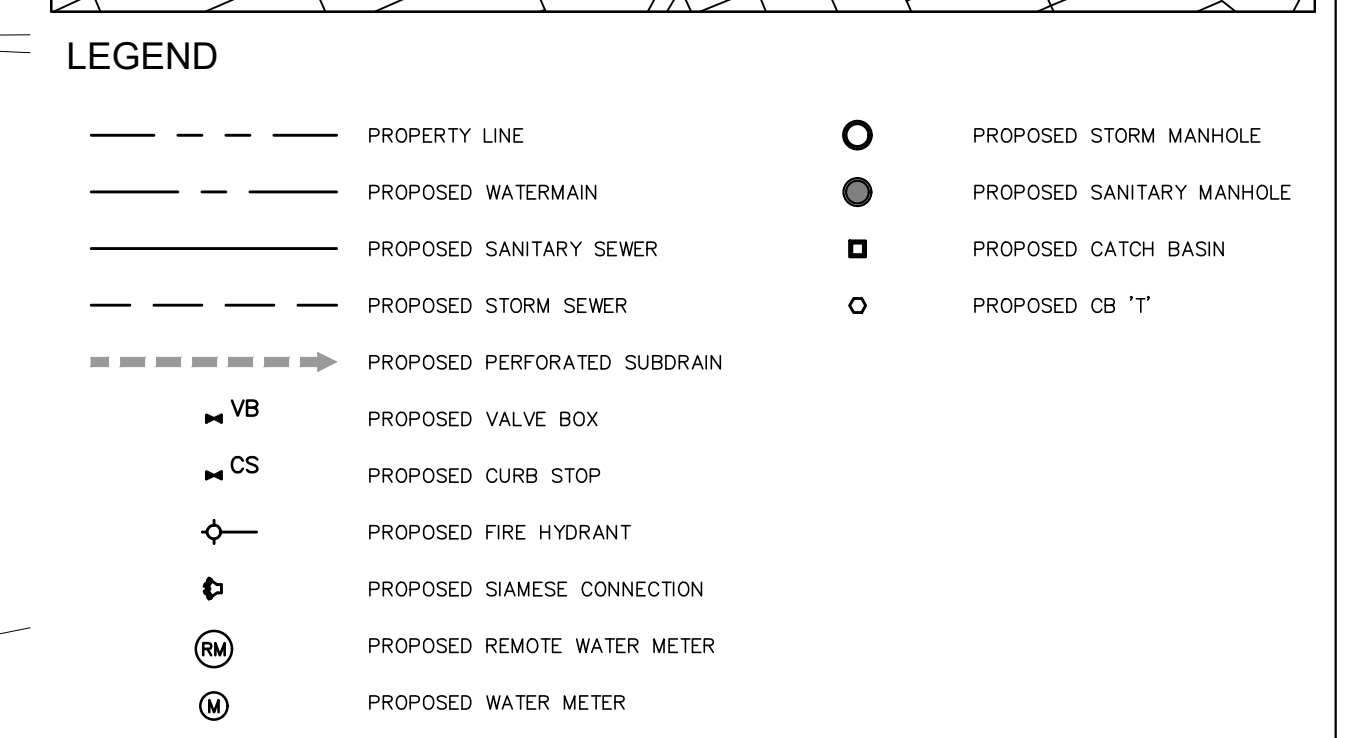 LEGEND
PROPERTY LINE
PROPOSED WATERMAIN
PROPOSED SANITARY SEWER
PROPOSED STORM SEWER
PROPOSED PERFORATED SUBDRAIN
VB PROPOSED VALVE BOX
CS PROPOSED CURB STOP
PROPOSED FIRE HYDRANT
PROPOSED SIAMESE CONNECTION
RM PROPOSED REMOTE WATER METER
M PROPOSED WATER METER
PROPOSED STORM MANHOLE
PROPOSED SANITARY MANHOLE
PROPOSED CATCH BASIN
PROPOSED CB 'T'